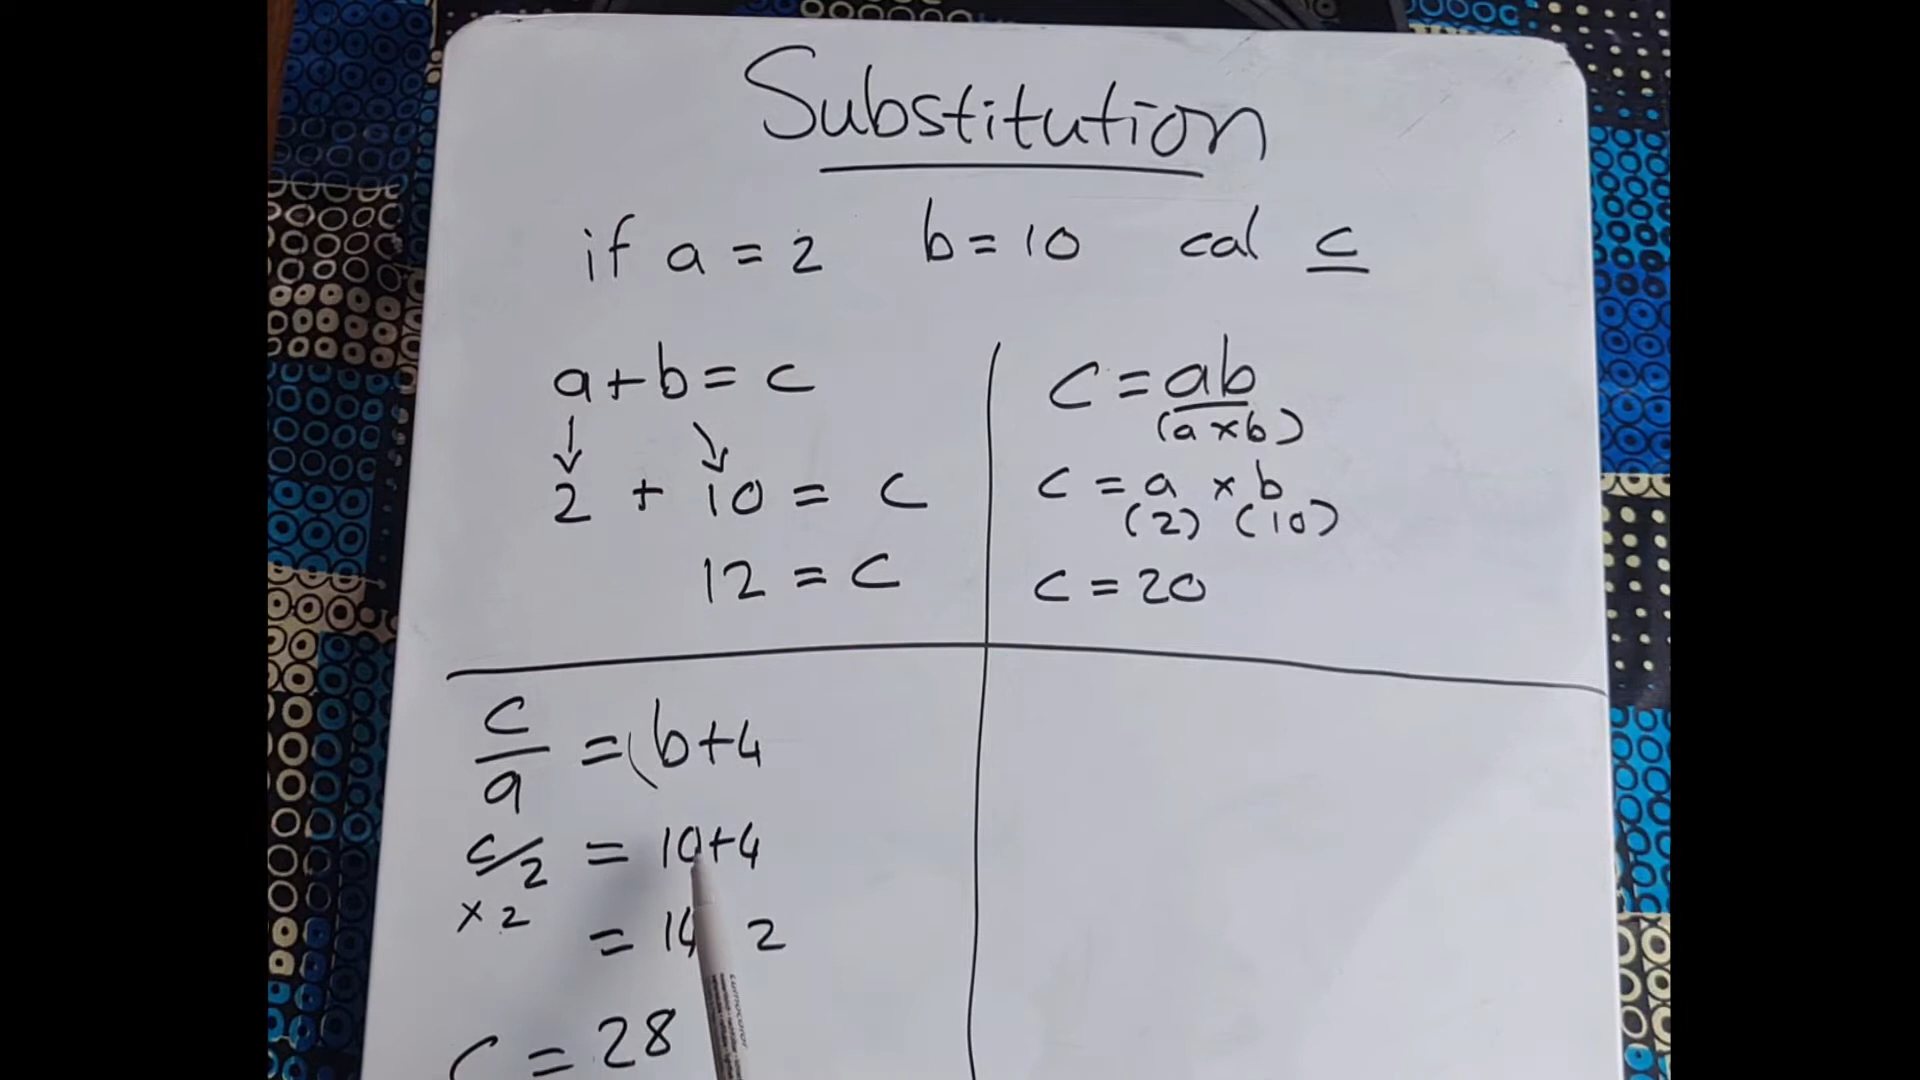 Substitution
if a = 2 b = 10 cal c
a + b = c
2 + 10 = c
12 = c
c = ab
(a × b)
c = a × b
(2) (10)
c = 20
c/a = (b+4
c/2 = 10+4
× 2
= 14 2
c = 28